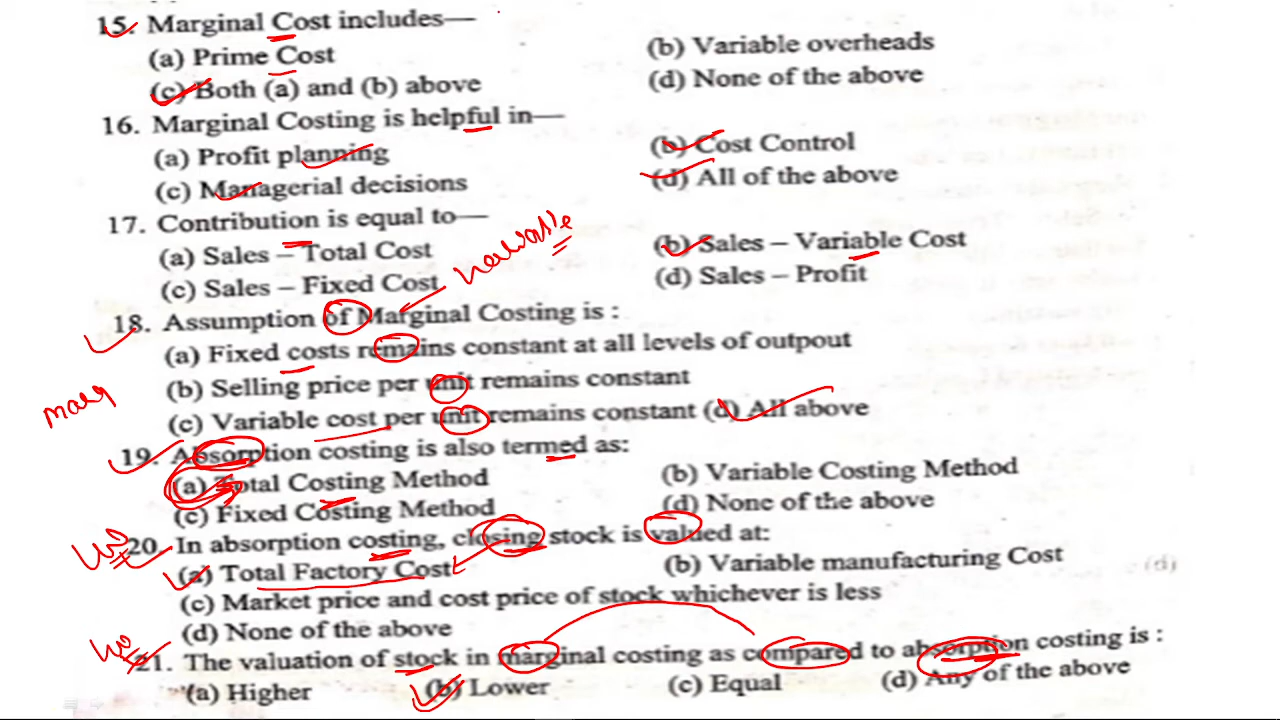 15. Marginal Cost includes—
(a) Prime Cost (b) Variable overheads
(c) Both (a) and (b) above (d) None of the above
16. Marginal Costing is helpful in—
(a) Profit planning (b) Cost Control
(c) Managerial decisions (d) All of the above
17. Contribution is equal to—
(a) Sales – Total Cost (b) Sales – Variable Cost
(c) Sales – Fixed Cost (d) Sales – Profit
18. Assumption of Marginal Costing is :
(a) Fixed costs remains constant at all levels of outpout
(b) Selling price per unit remains constant
marg
(c) Variable cost per unit remains constant (d) All above
19. Absorption costing is also termed as:
(a) Total Costing Method (b) Variable Costing Method
(c) Fixed Costing Method (d) None of the above
20. In absorption costing, closing stock is valued at:
(a) Total Factory Cost (b) Variable manufacturing Cost
(c) Market price and cost price of stock whichever is less
(d) None of the above
21. The valuation of stock in marginal costing as compared to absorption costing is :
(a) Higher (b) Lower (c) Equal (d) Any of the above